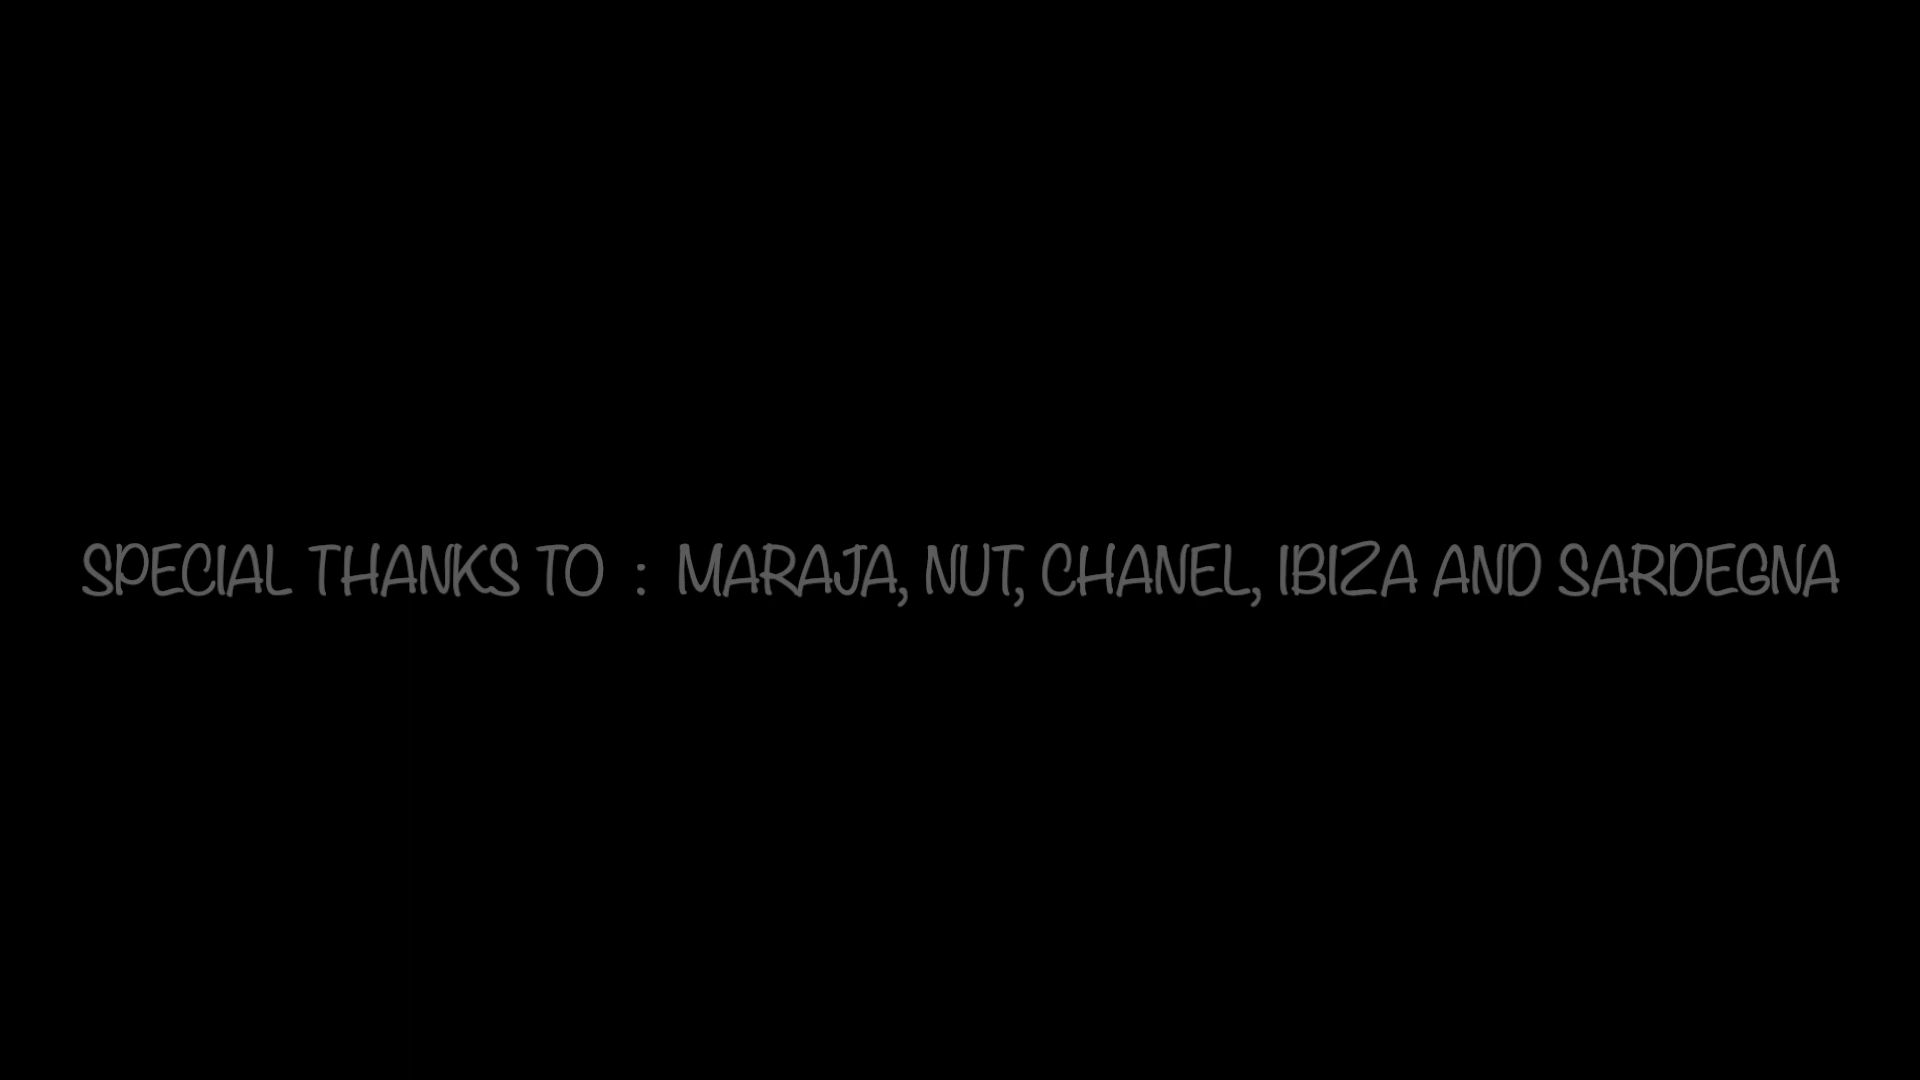 SPECIAL THANKS TO : MARAJA, NUT, CHANEL, IBIZA AND SARDEGNA